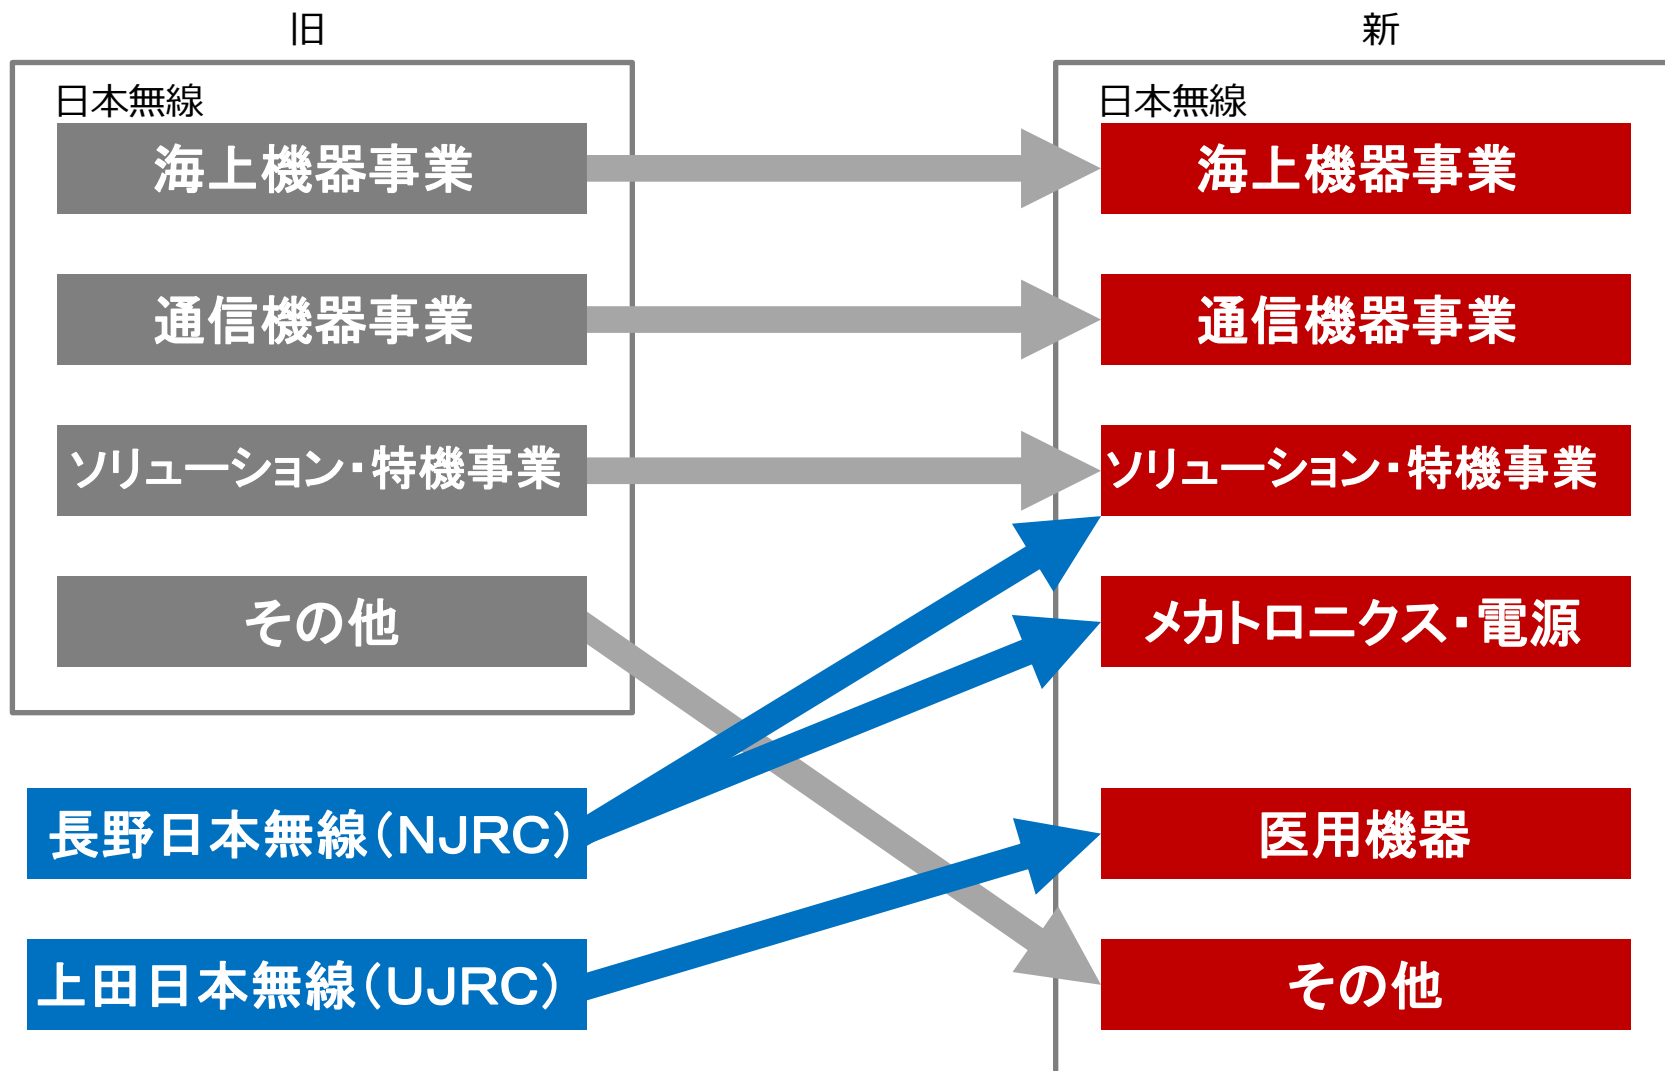 旧
日本無線
海上機器事業
通信機器事業
ソリューション・特機事業
その他
長野日本無線(NJRC)
上田日本無線(UJRC)
新
日本無線
海上機器事業
通信機器事業
ソリューション・特機事業
メカトロニクス・電源
医用機器
その他